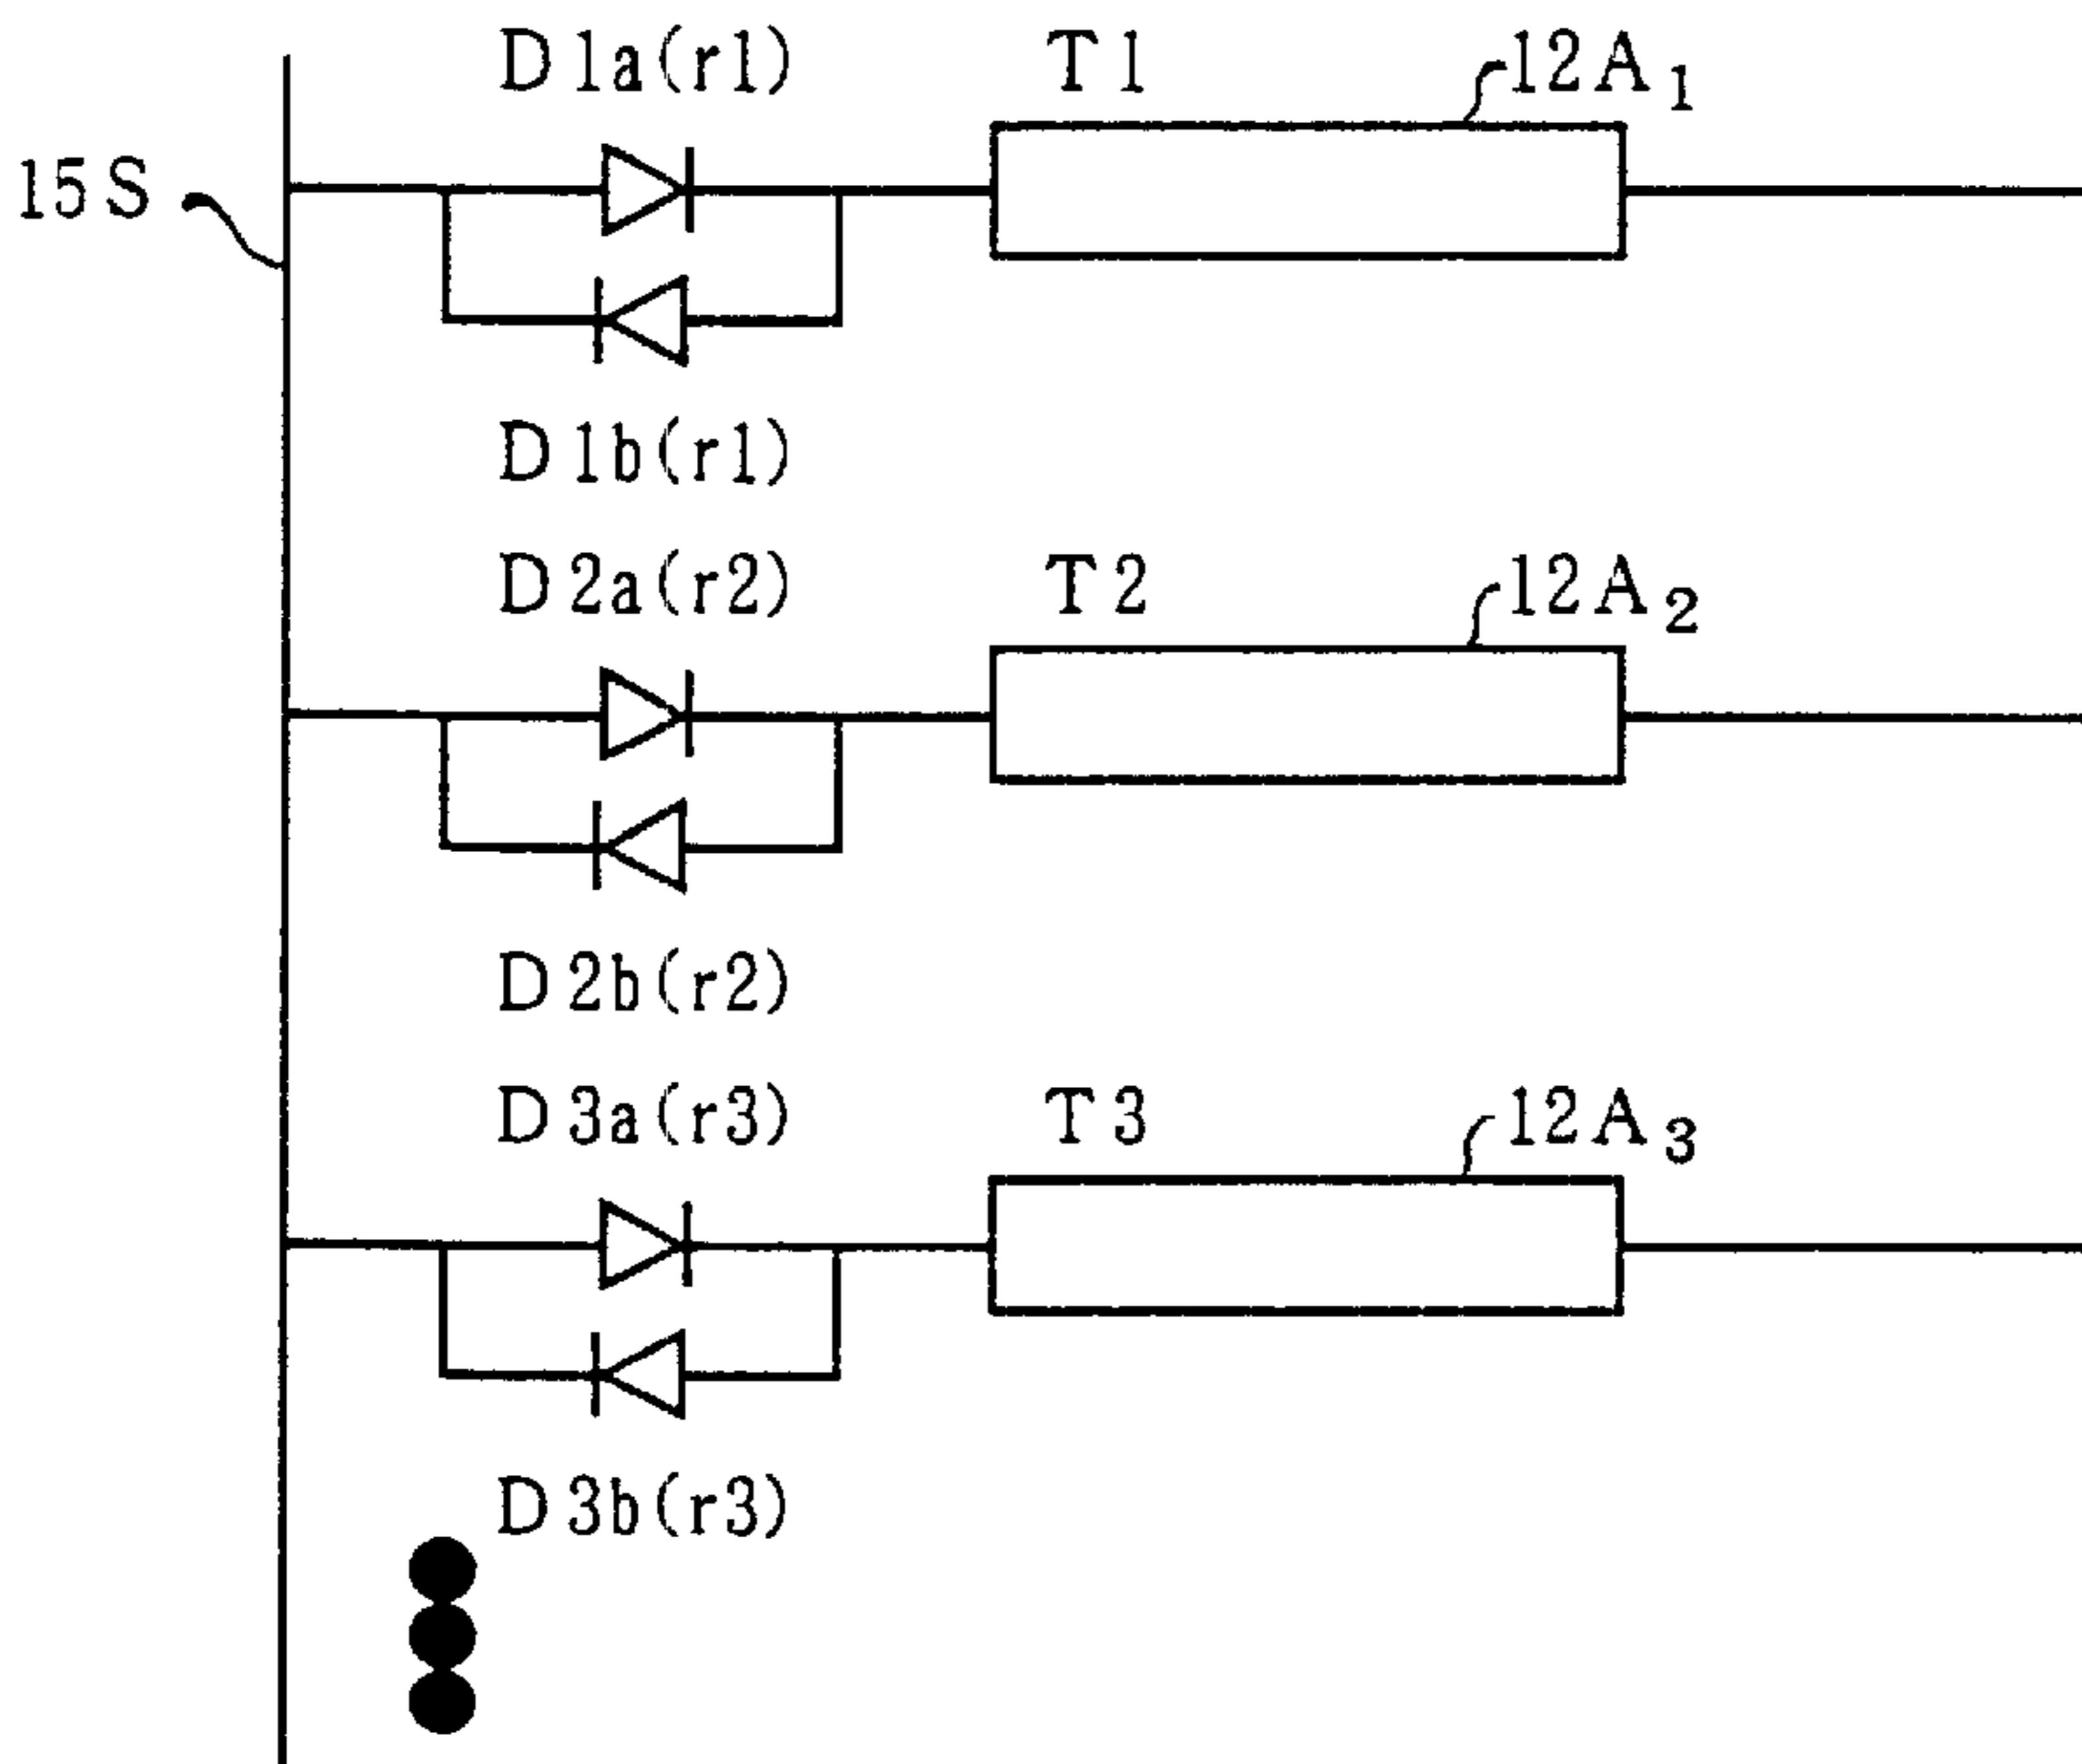 D1a(r1) T1 12A1
15S
D1b(r1)
D2a(r2) T2 12A2
D2b(r2)
D3a(r3) T3 12A3
D3b(r3)